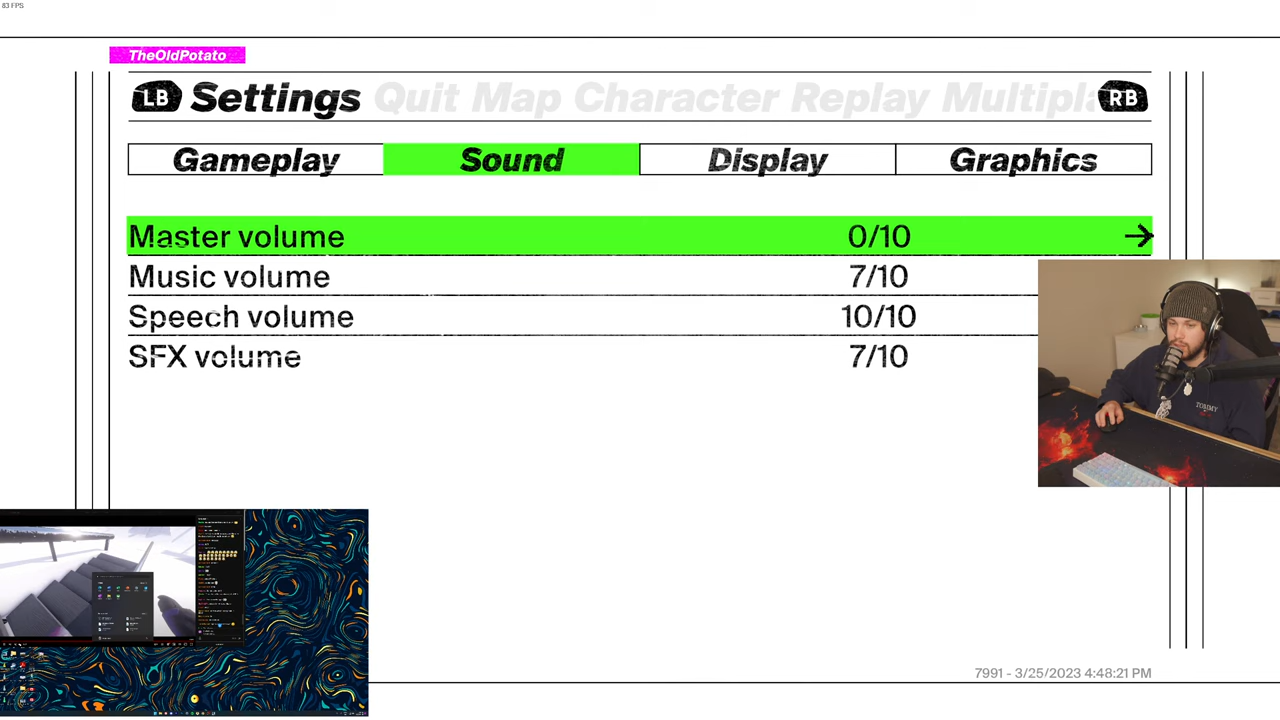 83 FPS
TheOldPotato
LB Settings Quit Map Character Replay Multipla RB
Gameplay Sound Display Graphics
Master volume 0/10 →
Music volume 7/10
Speech volume 10/10
SFX volume 7/10
TOMMY
7991 - 3/25/2023 4:48:21 PM